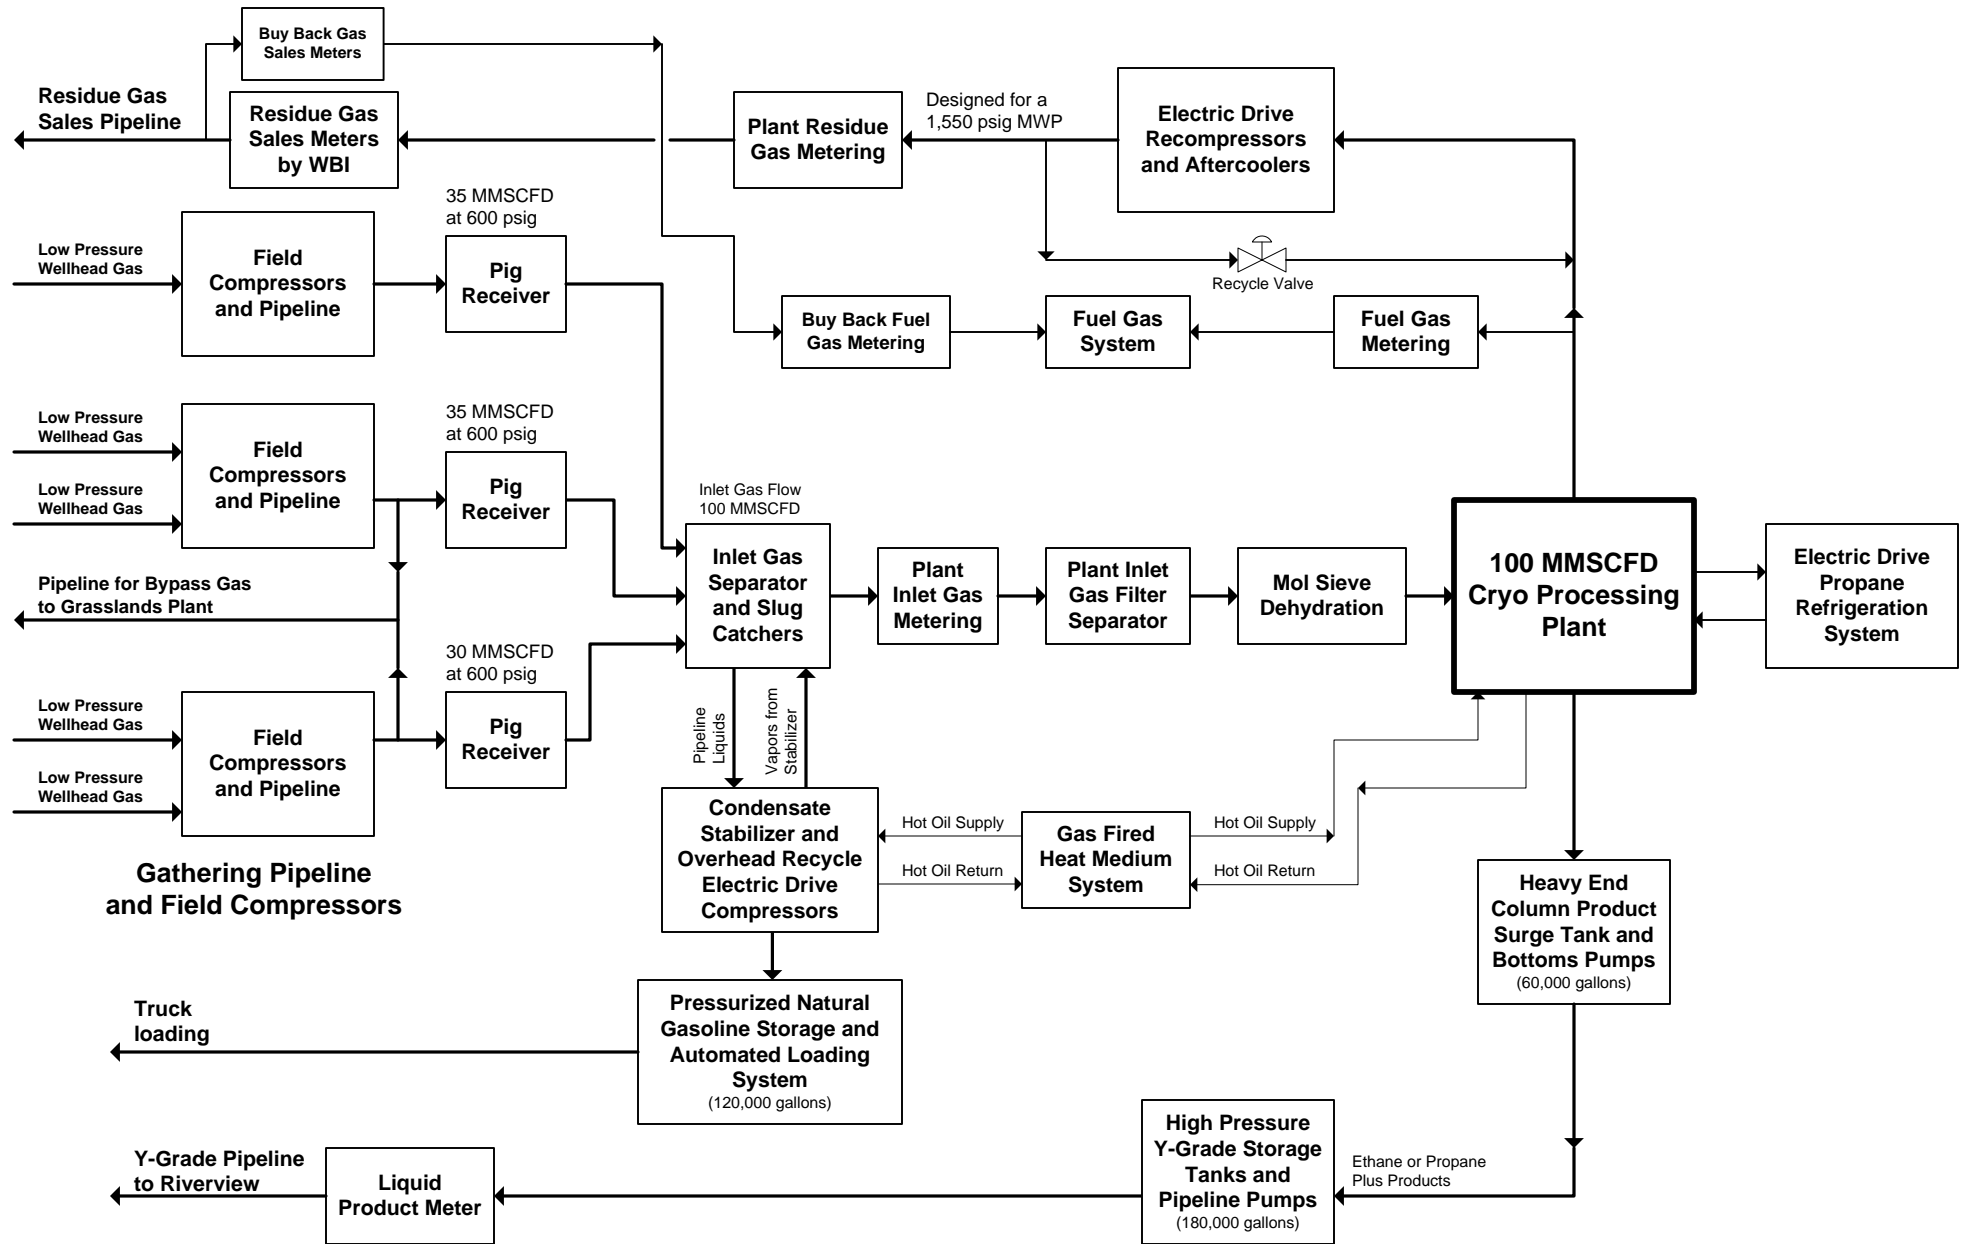 Buy Back Gas
Sales Meters
Residue Gas
Sales Pipeline
Residue Gas
Sales Meters
by WBI
Plant Residue
Gas Metering
Designed for a
1,550 psig MWP
Electric Drive
Recompressors
and Aftercoolers
35 MMSCFD
at 600 psig
Low Pressure
Wellhead Gas
Field
Compressors
and Pipeline
Pig
Receiver
Recycle Valve
Buy Back Fuel
Gas Metering
Fuel Gas
System
Fuel Gas
Metering
35 MMSCFD
at 600 psig
Low Pressure
Wellhead Gas
Low Pressure
Wellhead Gas
Field
Compressors
and Pipeline
Pig
Receiver
Inlet Gas Flow
100 MMSCFD
Inlet Gas
Separator
and Slug
Catchers
Plant
Inlet Gas
Metering
Plant Inlet
Gas Filter
Separator
Mol Sieve
Dehydration
100 MMSCFD
Cryo Processing
Plant
Electric Drive
Propane
Refrigeration
System
Pipeline for Bypass Gas
to Grasslands Plant
30 MMSCFD
at 600 psig
Low Pressure
Wellhead Gas
Low Pressure
Wellhead Gas
Field
Compressors
and Pipeline
Pig
Receiver
Pipeline
Liquids
Vapors from
Stabilizer
Gathering Pipeline
and Field Compressors
Condensate
Stabilizer and
Overhead Recycle
Electric Drive
Compressors
Hot Oil Supply
Hot Oil Return
Gas Fired
Heat Medium
System
Hot Oil Supply
Hot Oil Return
Heavy End
Column Product
Surge Tank and
Bottoms Pumps
(60,000 gallons)
Truck
loading
Pressurized Natural
Gasoline Storage and
Automated Loading
System
(120,000 gallons)
Y-Grade Pipeline
to Riverview
Liquid
Product Meter
High Pressure
Y-Grade Storage
Tanks and
Pipeline Pumps
(180,000 gallons)
Ethane or Propane
Plus Products